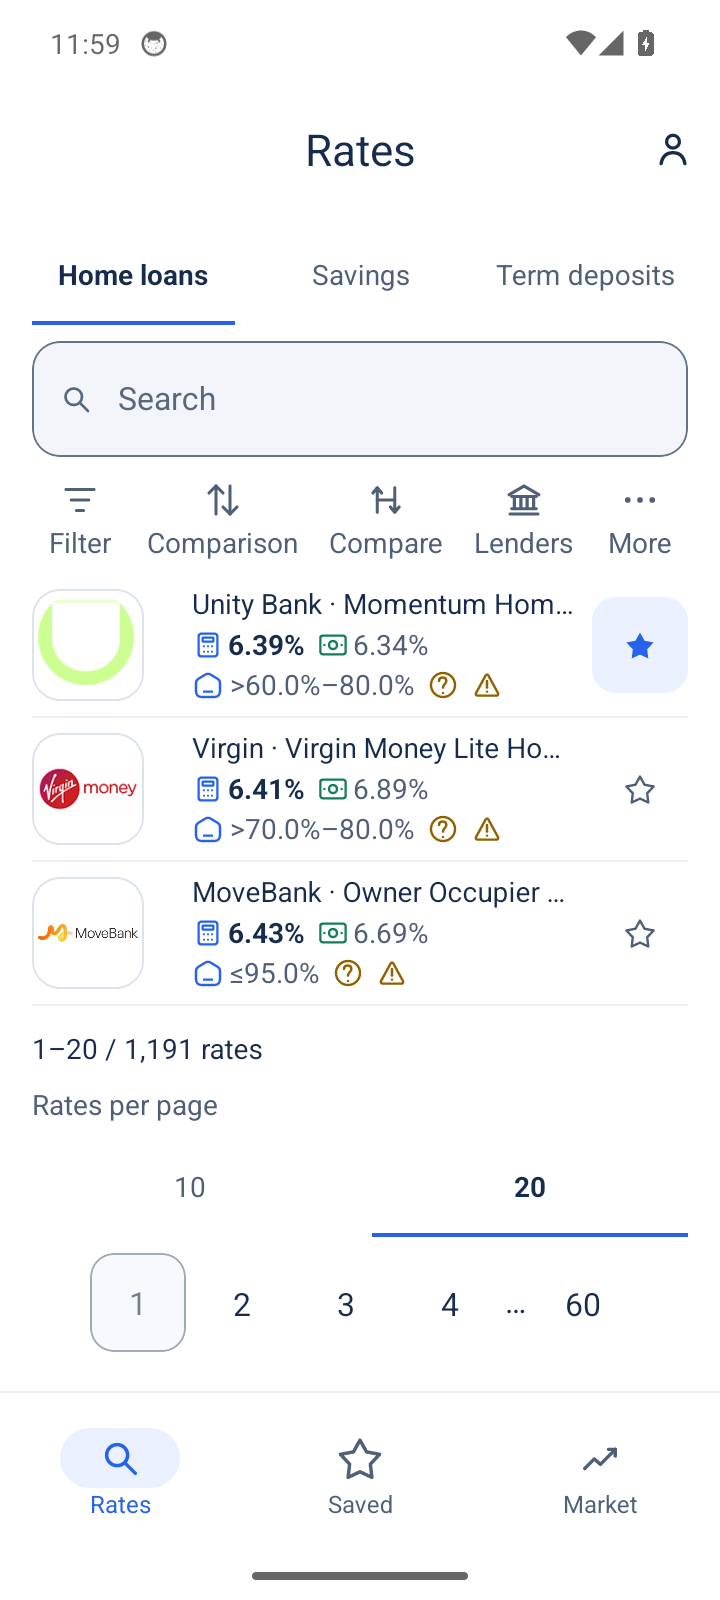 11:59
Rates
Home loans
Savings
Term deposits
Search
Filter
Comparison
Compare
Lenders
More
Unity Bank · Momentum Hom...
6.39% 6.34%
>60.0%–80.0%
Virgin money
Virgin · Virgin Money Lite Ho...
6.41% 6.89%
>70.0%–80.0%
MoveBank
MoveBank · Owner Occupier ...
6.43% 6.69%
≤95.0%
1–20 / 1,191 rates
Rates per page
10
20
1 2 3 4 ... 60
Rates
Saved
Market